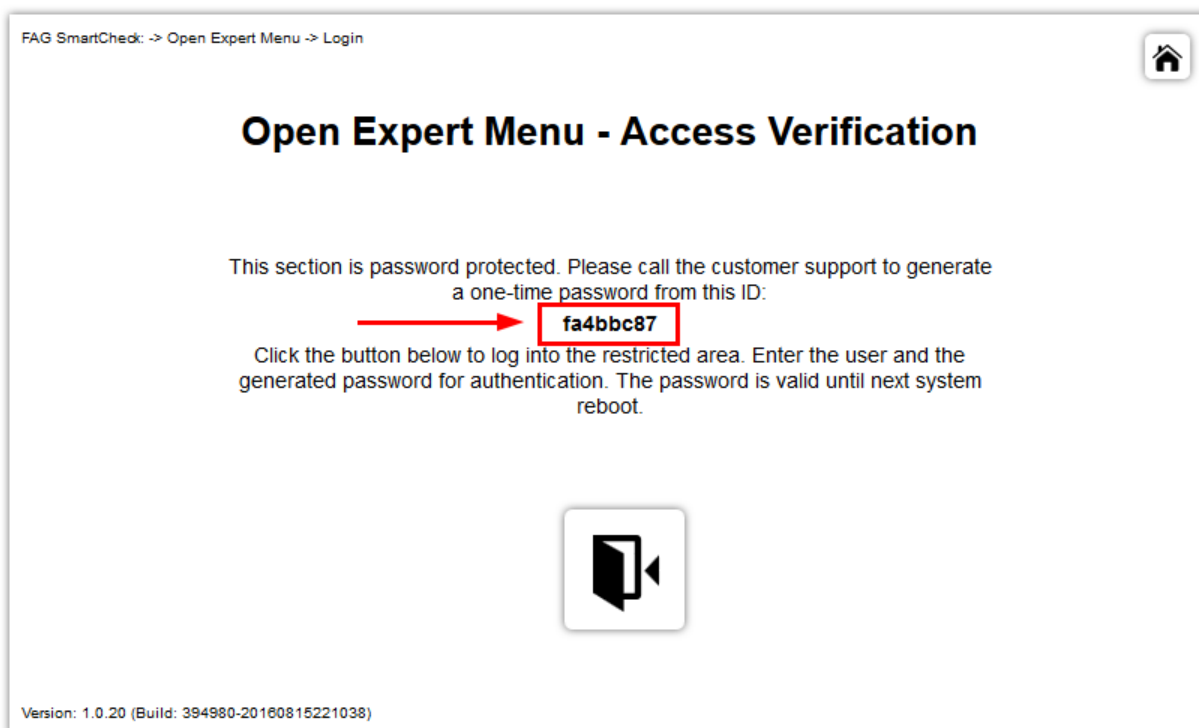 FAG SmartCheck: -> Open Expert Menu -> Login
Open Expert Menu - Access Verification
This section is password protected. Please call the customer support to generate
a one-time password from this ID:
fa4bbc87
Click the button below to log into the restricted area. Enter the user and the
generated password for authentication. The password is valid until next system
reboot.
Version: 1.0.20 (Build: 394980-20160815221038)